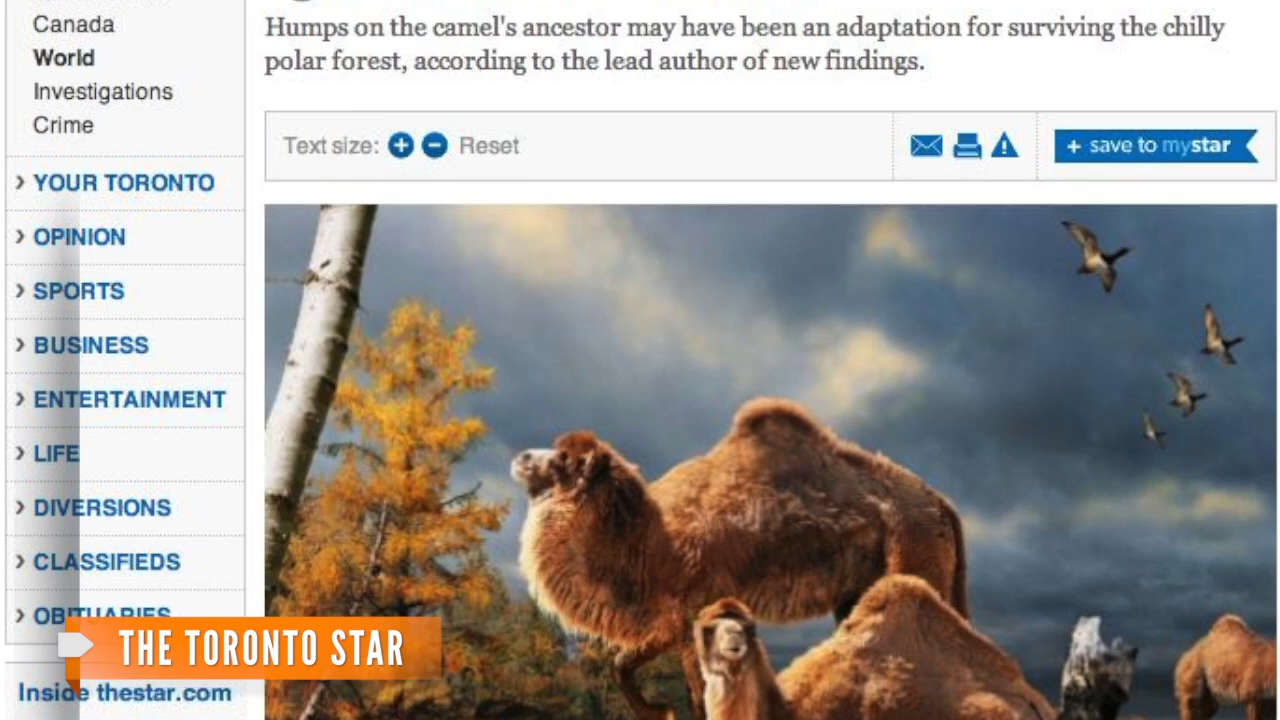 Canada
World
Investigations
Crime
YOUR TORONTO
OPINION
SPORTS
BUSINESS
ENTERTAINMENT
LIFE
DIVERSIONS
CLASSIFIEDS
OBITUARIES
Inside thestar.com
Humps on the camel's ancestor may have been an adaptation for surviving the chilly
polar forest, according to the lead author of new findings.
Text size: + - Reset
+ save to mystar
THE TORONTO STAR